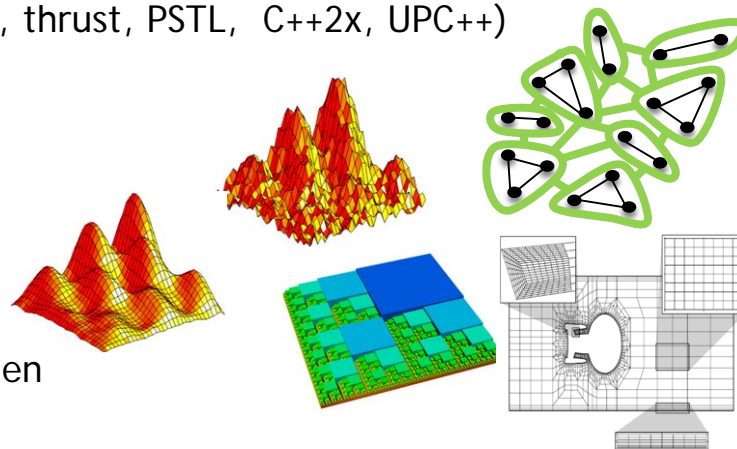 , thrust, PSTL, C++2x, UPC++)
en